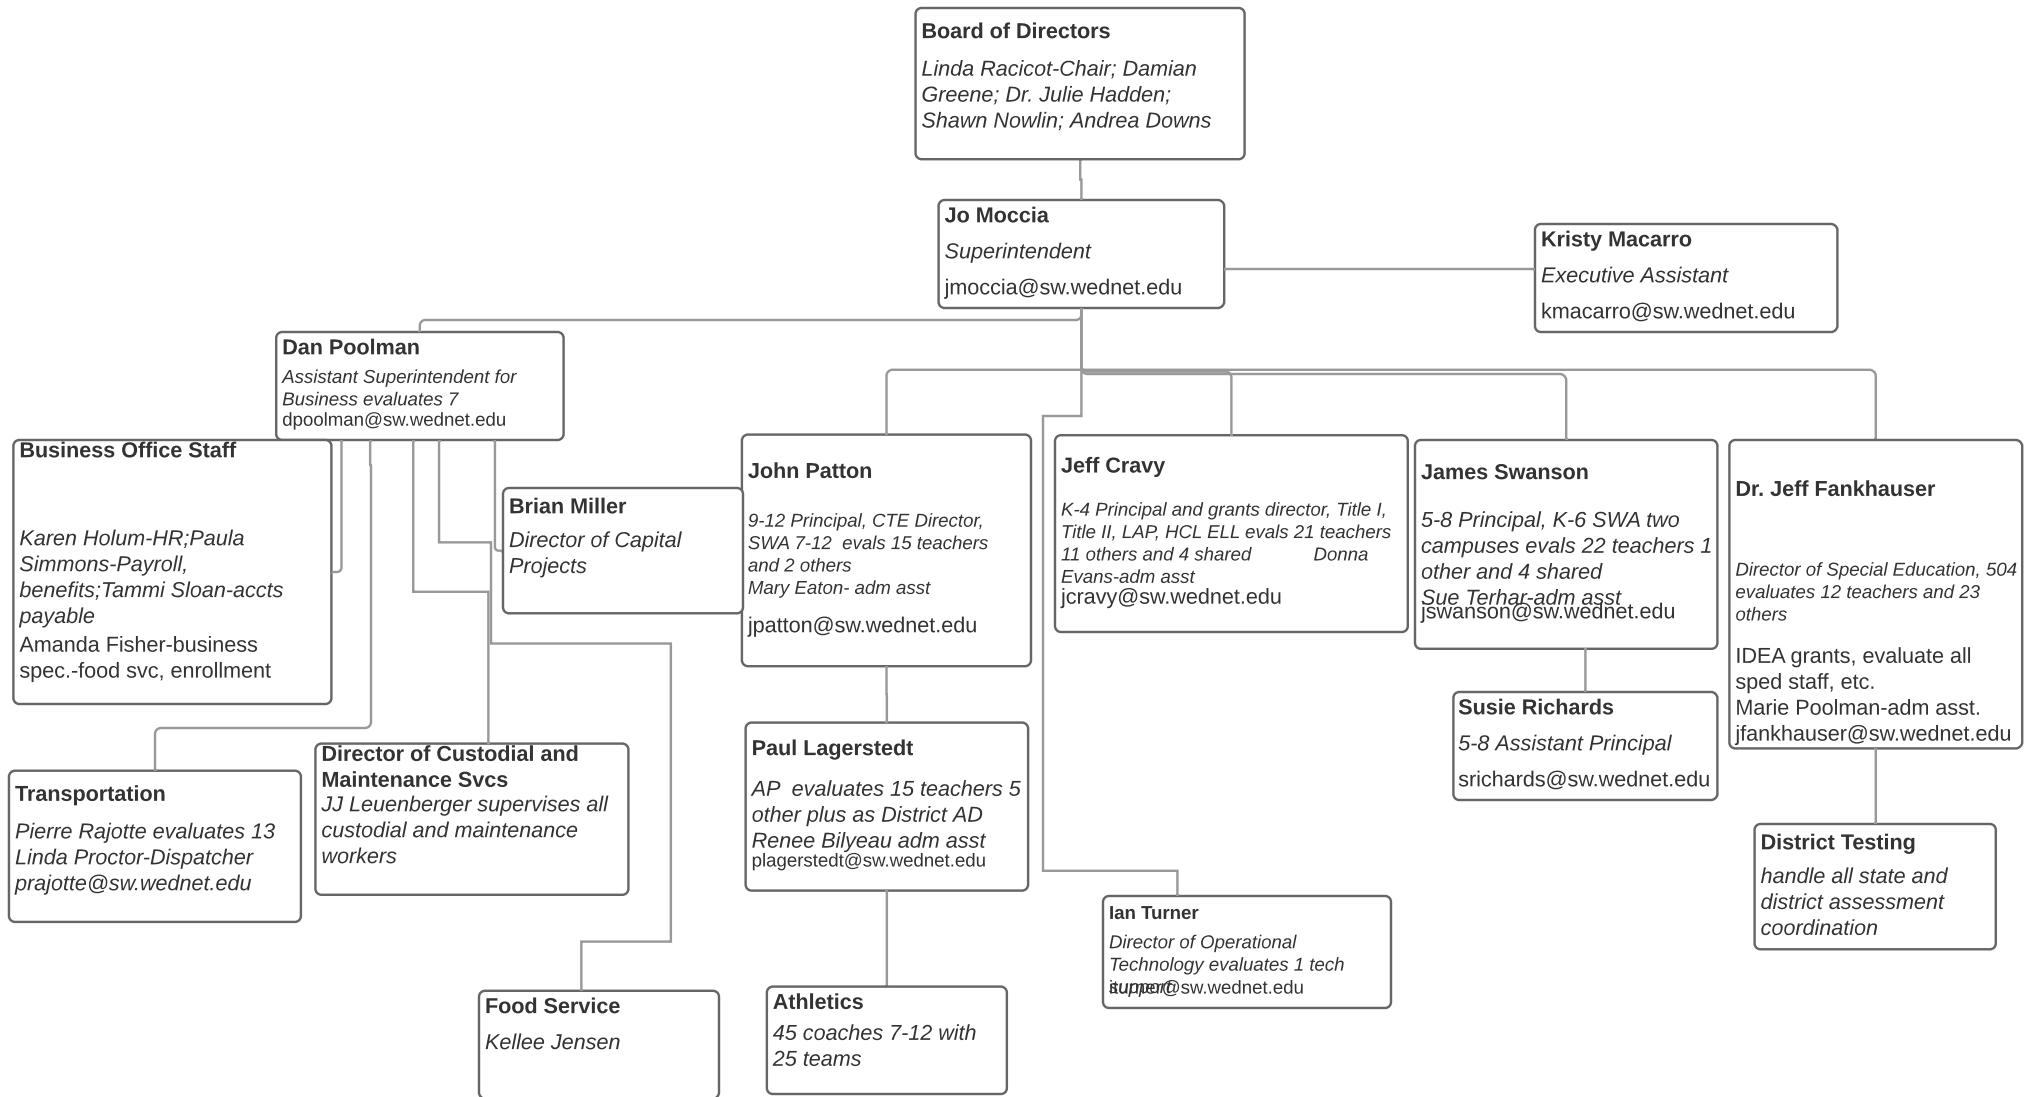 Board of Directors
Linda Racicot-Chair; Damian
Greene; Dr. Julie Hadden;
Shawn Nowlin; Andrea Downs
Jo Moccia
Superintendent
jmoccia@sw.wednet.edu
Kristy Macarro
Executive Assistant
kmacarro@sw.wednet.edu
Dan Poolman
Assistant Superintendent for
Business evaluates 7
dpoolman@sw.wednet.edu
Business Office Staff
Karen Holum-HR;Paula
Simmons-Payroll,
benefits;Tammi Sloan-accts
payable
Amanda Fisher-business
spec.-food svc, enrollment
Brian Miller
Director of Capital
Projects
John Patton
9-12 Principal, CTE Director,
SWA 7-12  evals 15 teachers
and 2 others
Mary Eaton- adm asst
jpatton@sw.wednet.edu
Jeff Cravy
K-4 Principal and grants director, Title I,
Title II, LAP, HCL ELL evals 21 teachers
11 others and 4 shared Donna
Evans-adm asst
jcravy@sw.wednet.edu
James Swanson
5-8 Principal, K-6 SWA two
campuses evals 22 teachers 1
other and 4 shared
Sue Terhar-adm asst
jswanson@sw.wednet.edu
Dr. Jeff Fankhauser
Director of Special Education, 504
evaluates 12 teachers and 23
others
IDEA grants, evaluate all
sped staff, etc.
Marie Poolman-adm asst.
jfankhauser@sw.wednet.edu
Susie Richards
5-8 Assistant Principal
srichards@sw.wednet.edu
Paul Lagerstedt
AP  evaluates 15 teachers 5
other plus as District AD
Renee Bilyeau adm asst
plagerstedt@sw.wednet.edu
Director of Custodial and
Maintenance Svcs
JJ Leuenberger supervises all
custodial and maintenance
workers
Transportation
Pierre Rajotte evaluates 13
Linda Proctor-Dispatcher
prajotte@sw.wednet.edu
District Testing
handle all state and
district assessment
coordination
Ian Turner
Director of Operational
Technology evaluates 1 tech
support
iturner@sw.wednet.edu
Food Service
Kellee Jensen
Athletics
45 coaches 7-12 with
25 teams